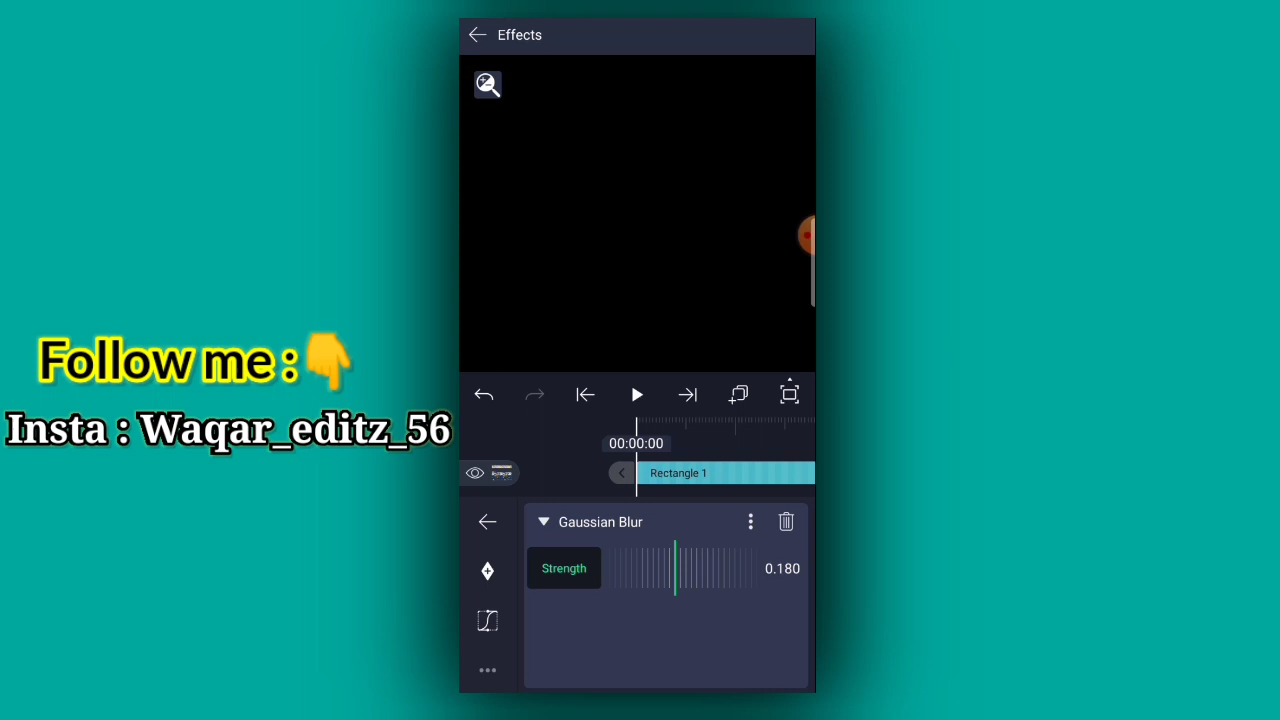 Effects
Follow me :👇
Insta : Waqar_editz_56
00:00:00
Rectangle 1
Gaussian Blur
Strength
0.180